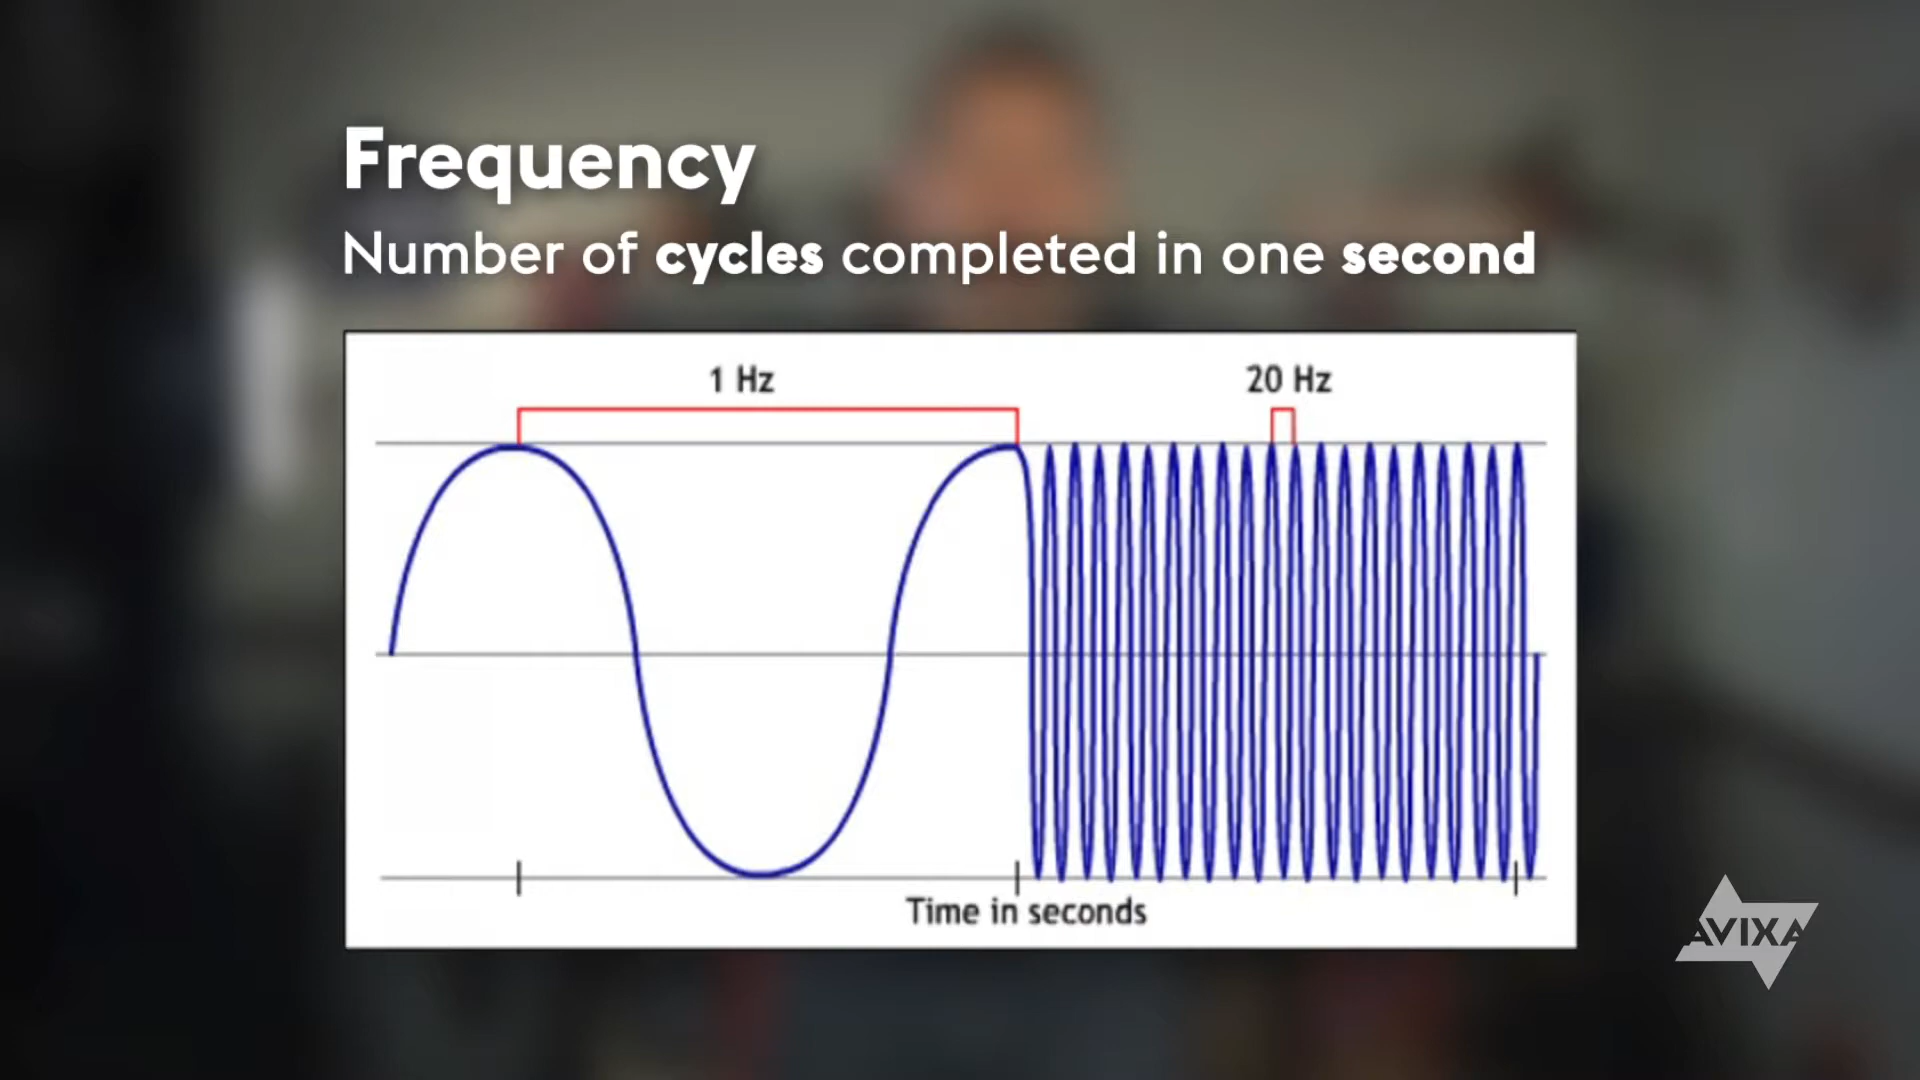 Frequency
Number of cycles completed in one second
1 Hz
20 Hz
Time in seconds
AVIXA